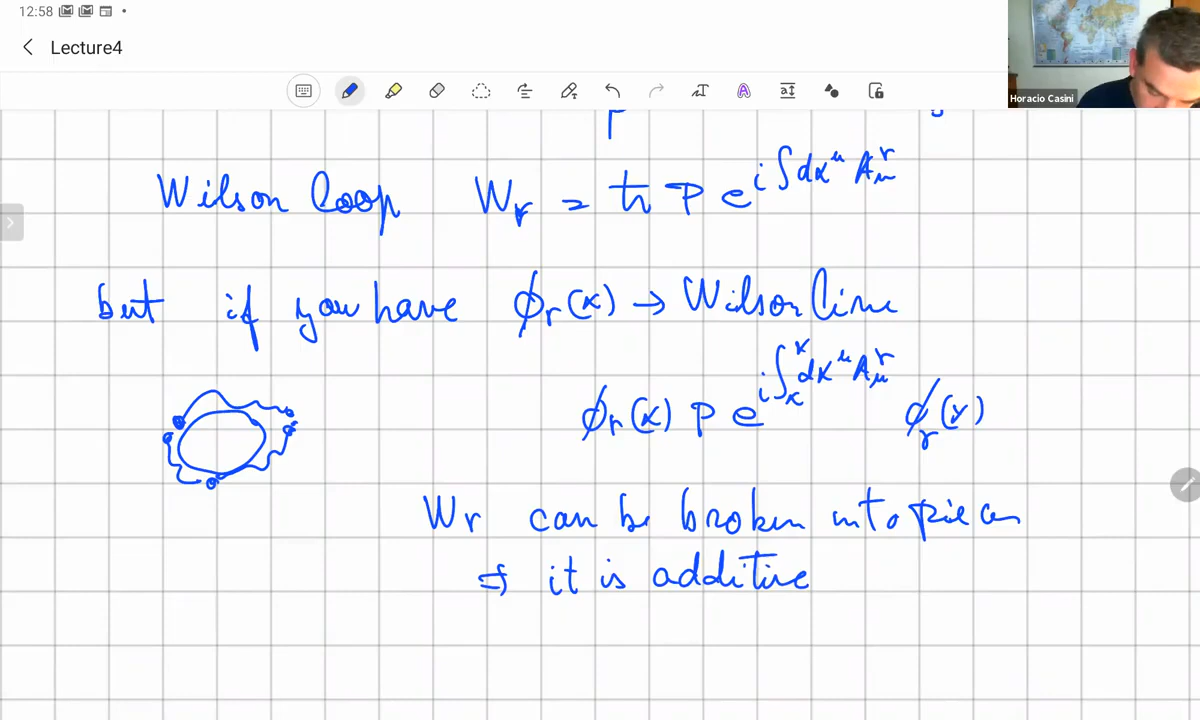 12:58
Lecture4
Horacio Casini
Wilson loop W_r = tr P e^{i∫dx^μ A_μ^r}
but if you have ϕ_r(x) → Wilson line
ϕ_r(x) P e^{i∫_x^x dx^μ A_μ^r} ϕ_r(y)
W_r can be broken into pieces
⇒ it is additive